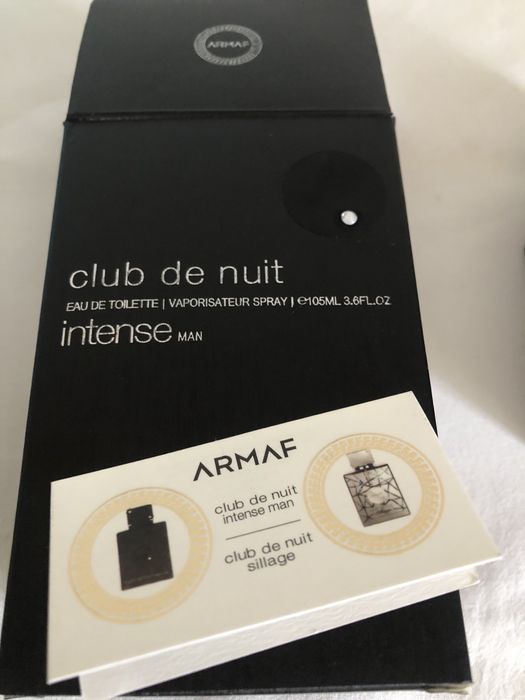 ARMAF
club de nuit
EAU DE TOILETTE | VAPORISATEUR SPRAY | ℮105ML 3.6FL.OZ
intense MAN
ARMAF
club de nuit
intense man
club de nuit
sillage